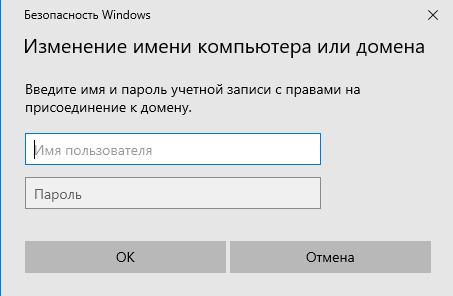 Безопасность Windows
Изменение имени компьютера или домена
Введите имя и пароль учетной записи с правами на
присоединение к домену.
Имя пользователя
Пароль
ОК
Отмена